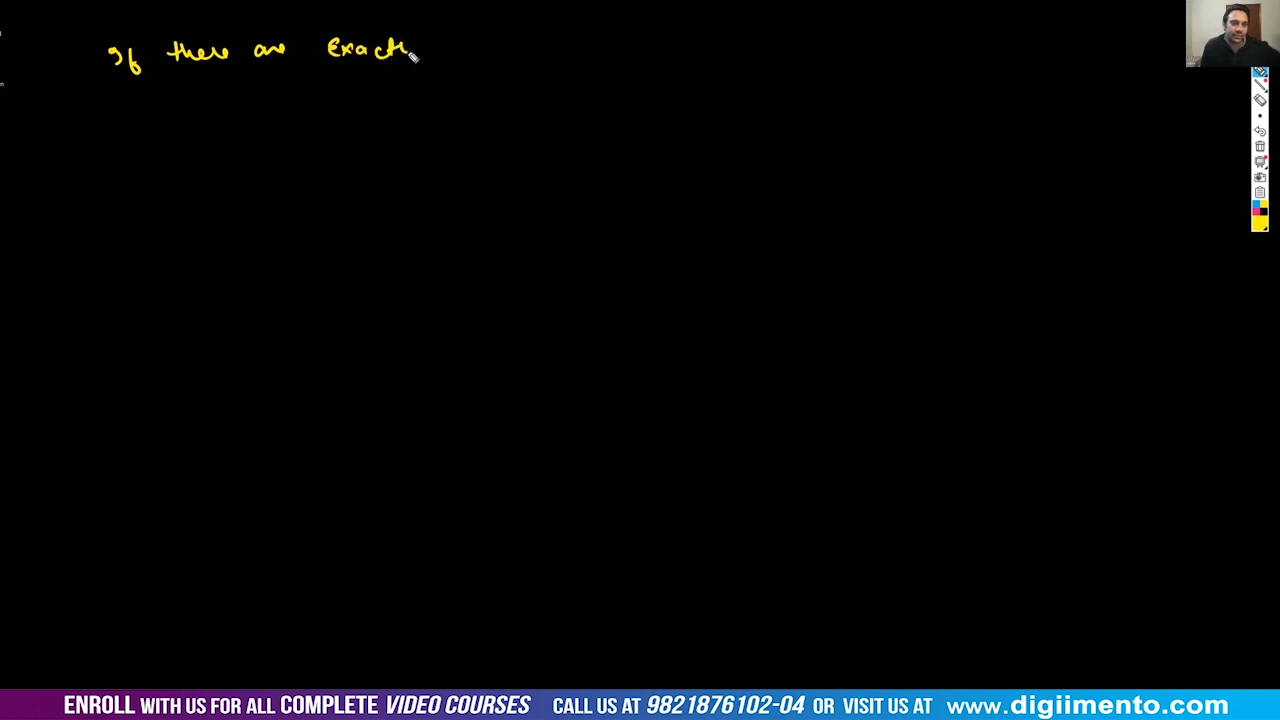 If there are Exactl
ENROLL WITH US FOR ALL COMPLETE VIDEO COURSES CALL US AT 9821876102-04 OR VISIT US AT www.digiimento.com